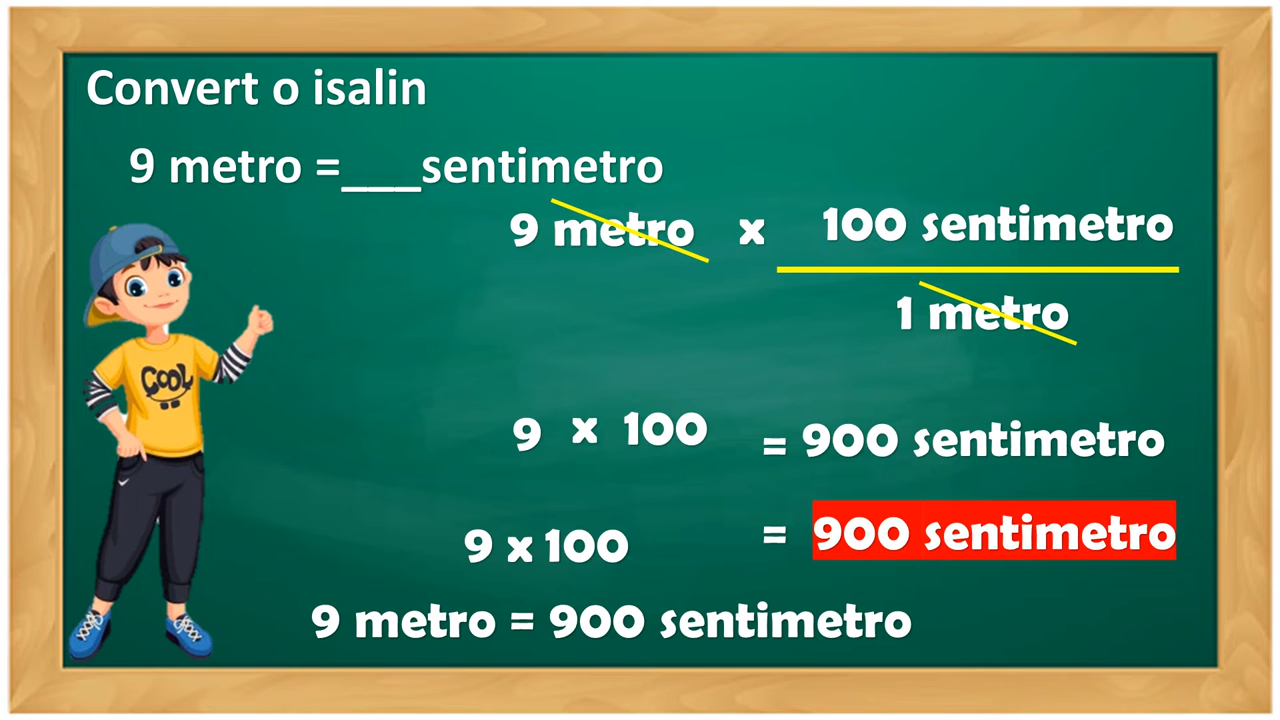 Convert o isalin
9 metro =___sentimetro
9 metro x 100 sentimetro
1 metro
COOL
9 x 100 = 900 sentimetro
9 x 100 = 900 sentimetro
9 metro = 900 sentimetro